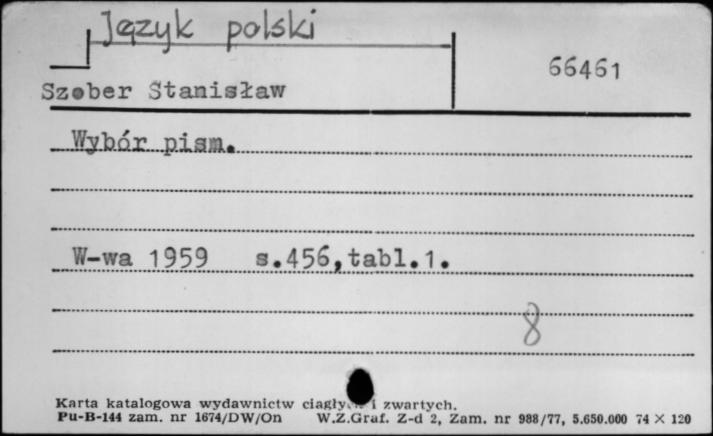 Język polski
66461
Szober Stanisław
Wybór pism.
W-wa 1959 s.456,tabl.1.
8
Karta katalogowa wydawnictw i zwartych.
Pu-B-144 zam. nr 1674/DW/On W.Z.Graf. Z-d 2, Zam. nr 988/77, 5.650.000 74 × 120